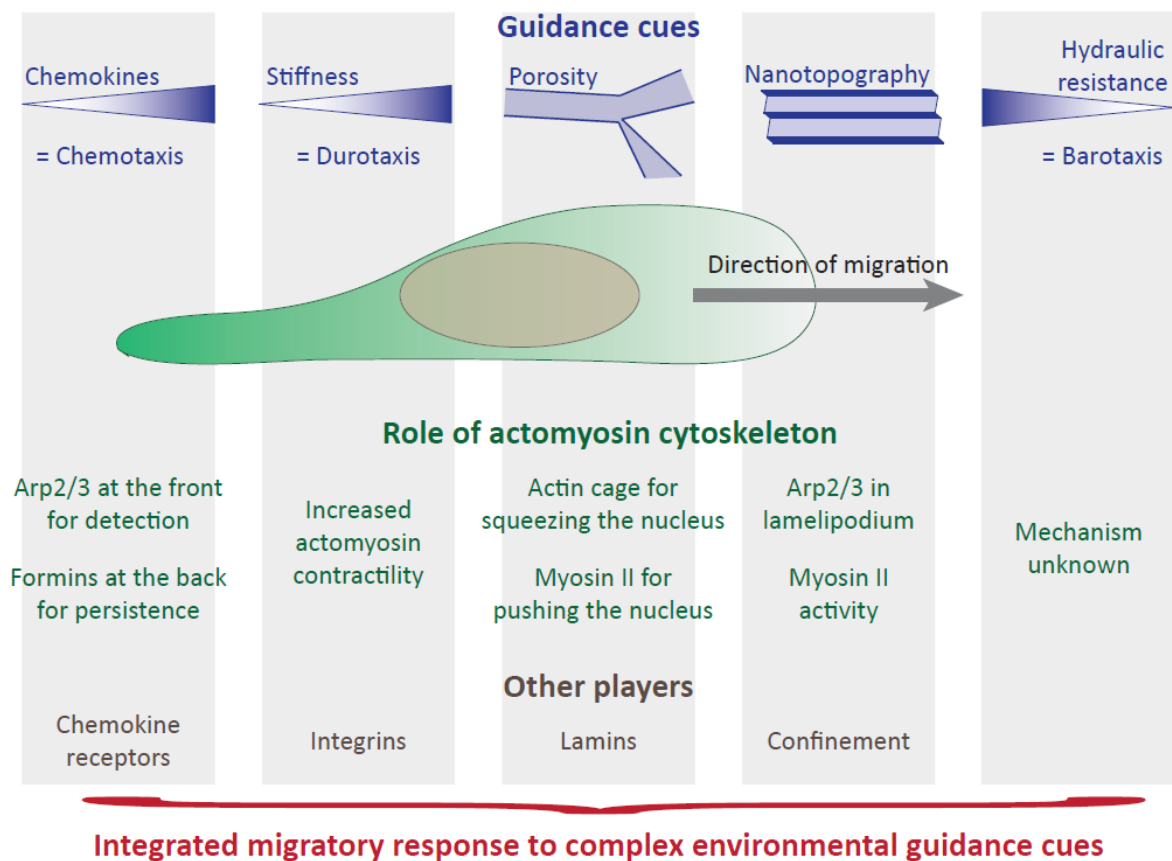 Guidance cues
Chemokines
= Chemotaxis
Stiffness
= Durotaxis
Porosity
Nanotopography
Hydraulic
resistance
= Barotaxis
Direction of migration
Role of actomyosin cytoskeleton
Arp2/3 at the front
for detection
Formins at the back
for persistence
Increased
actomyosin
contractility
Actin cage for
squeezing the nucleus
Myosin II for
pushing the nucleus
Arp2/3 in
lamelipodium
Myosin II
activity
Mechanism
unknown
Other players
Chemokine
receptors
Integrins
Lamins
Confinement
Integrated migratory response to complex environmental guidance cues